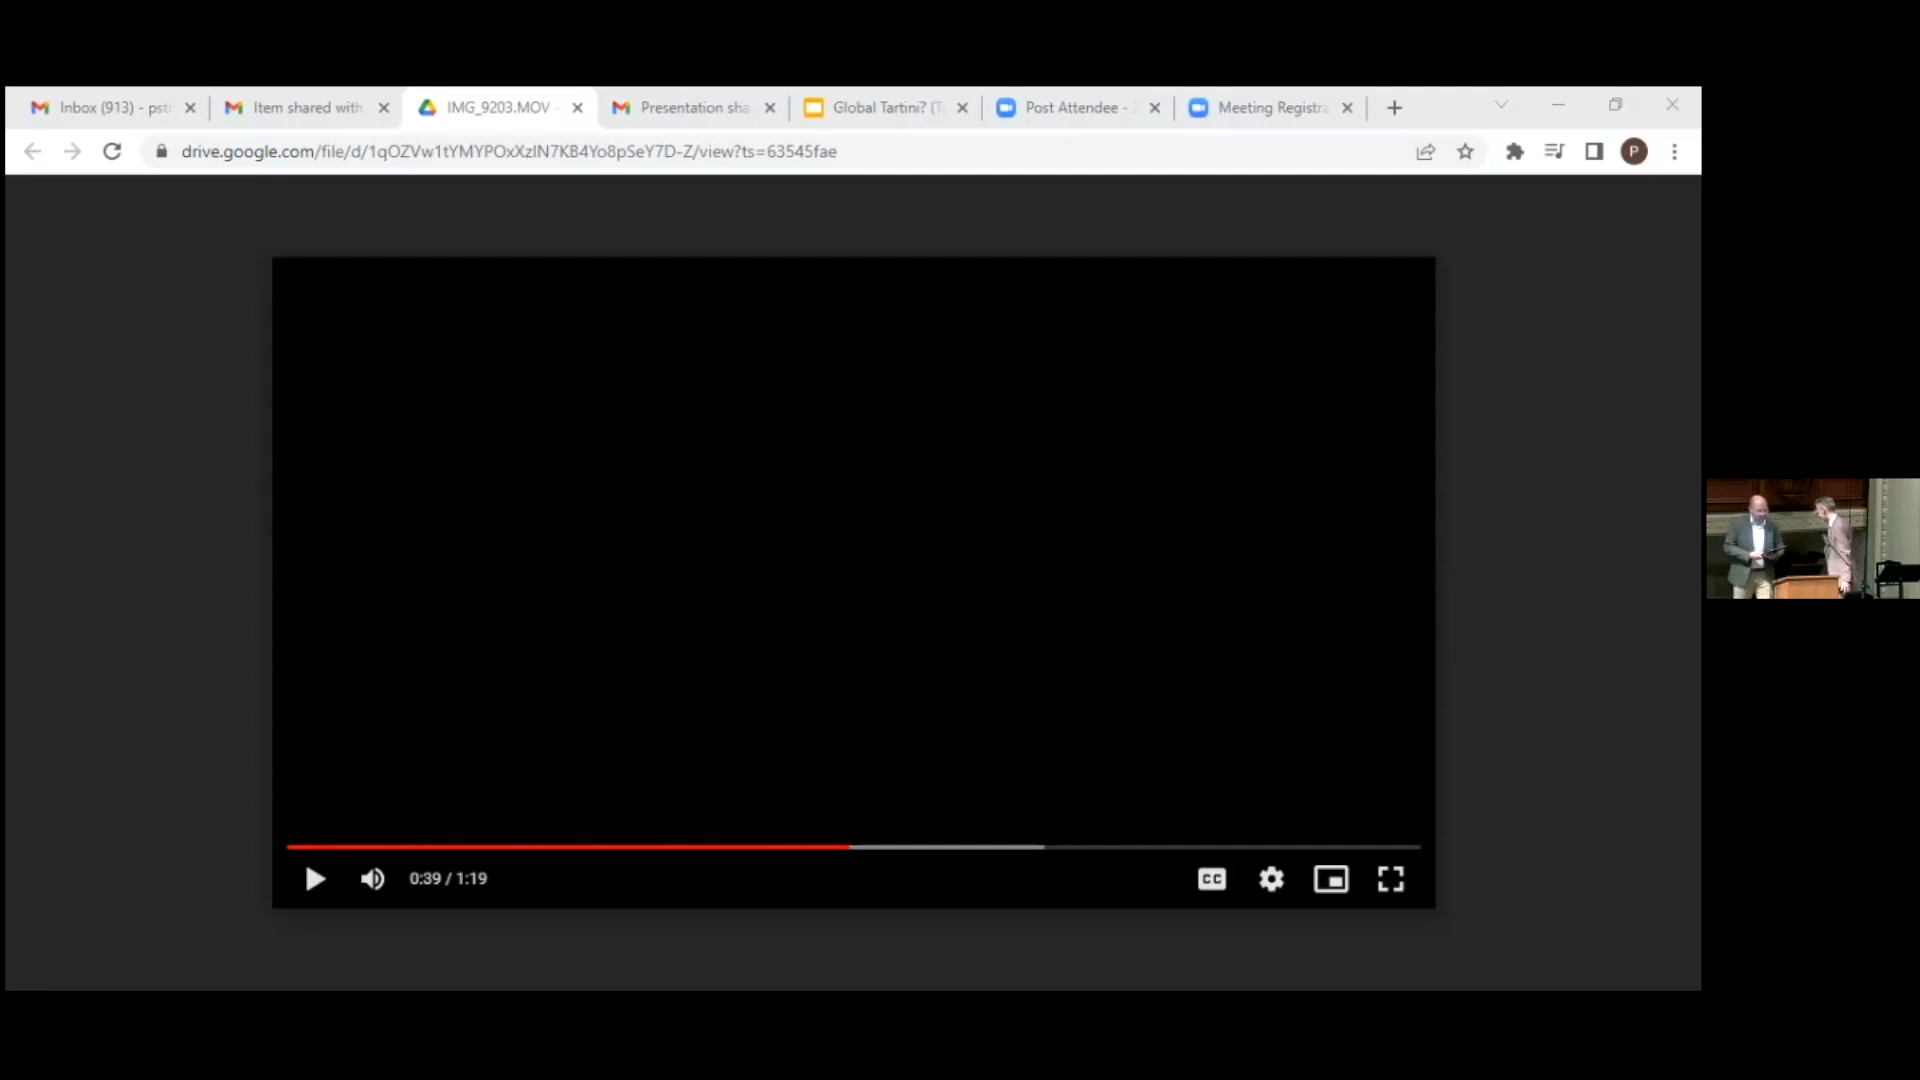 Inbox (913) - pst
Item shared with
IMG_9203.MOV -
Presentation sha
Global Tartini? (T
Post Attendee -
Meeting Registra
drive.google.com/file/d/1qOZVw1tYMYPOxXzlN7KB4Yo8pSeY7D-Z/view?ts=63545fae
P
0:39 / 1:19
CC